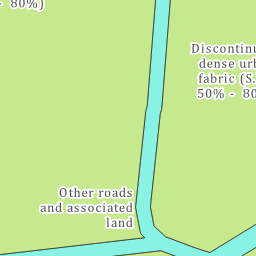 - 80%)
Discontinu
dense urb
fabric (S.
50% - 80
Other roads
and associated
land